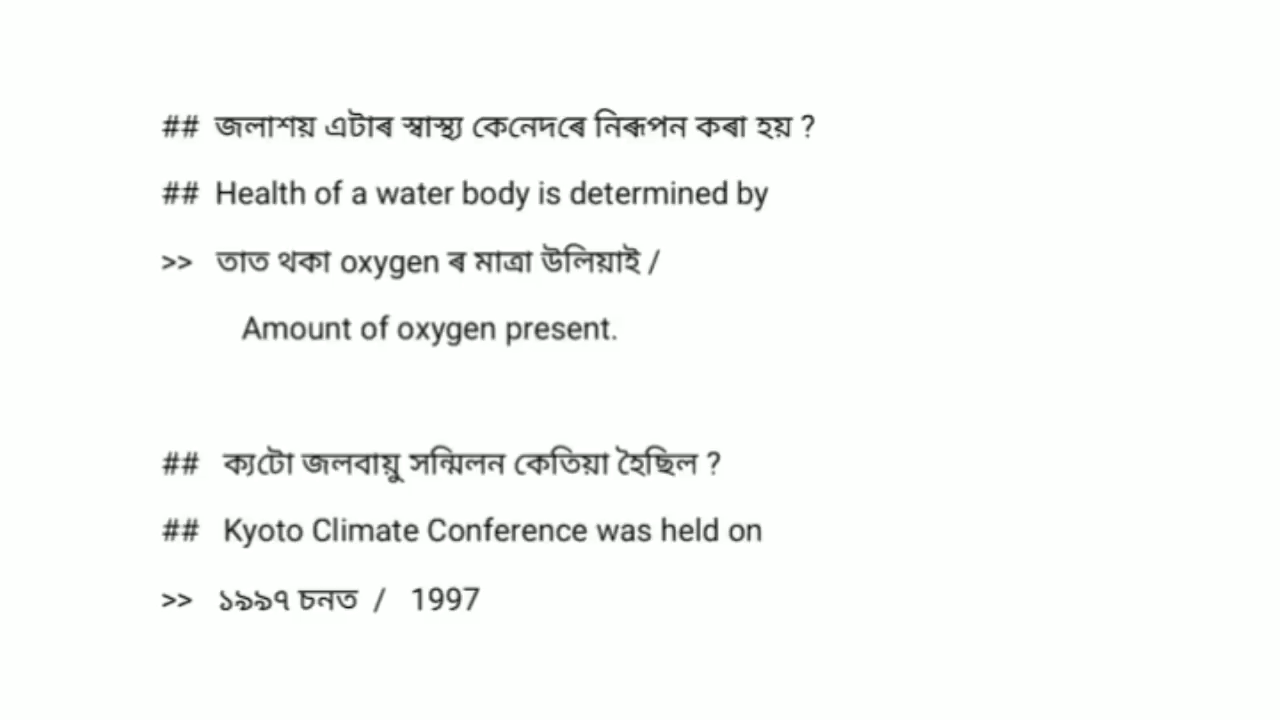 ## জলাশয় এটাৰ স্বাস্থ্য কেনেদৰে নিৰূপন কৰা হয় ?
## Health of a water body is determined by
>> তাত থকা oxygen ৰ মাত্ৰা উলিয়াই /
Amount of oxygen present.
## ক্যটো জলবায়ু সন্মিলন কেতিয়া হৈছিল ?
## Kyoto Climate Conference was held on
>> ১৯৯৭ চনত / 1997